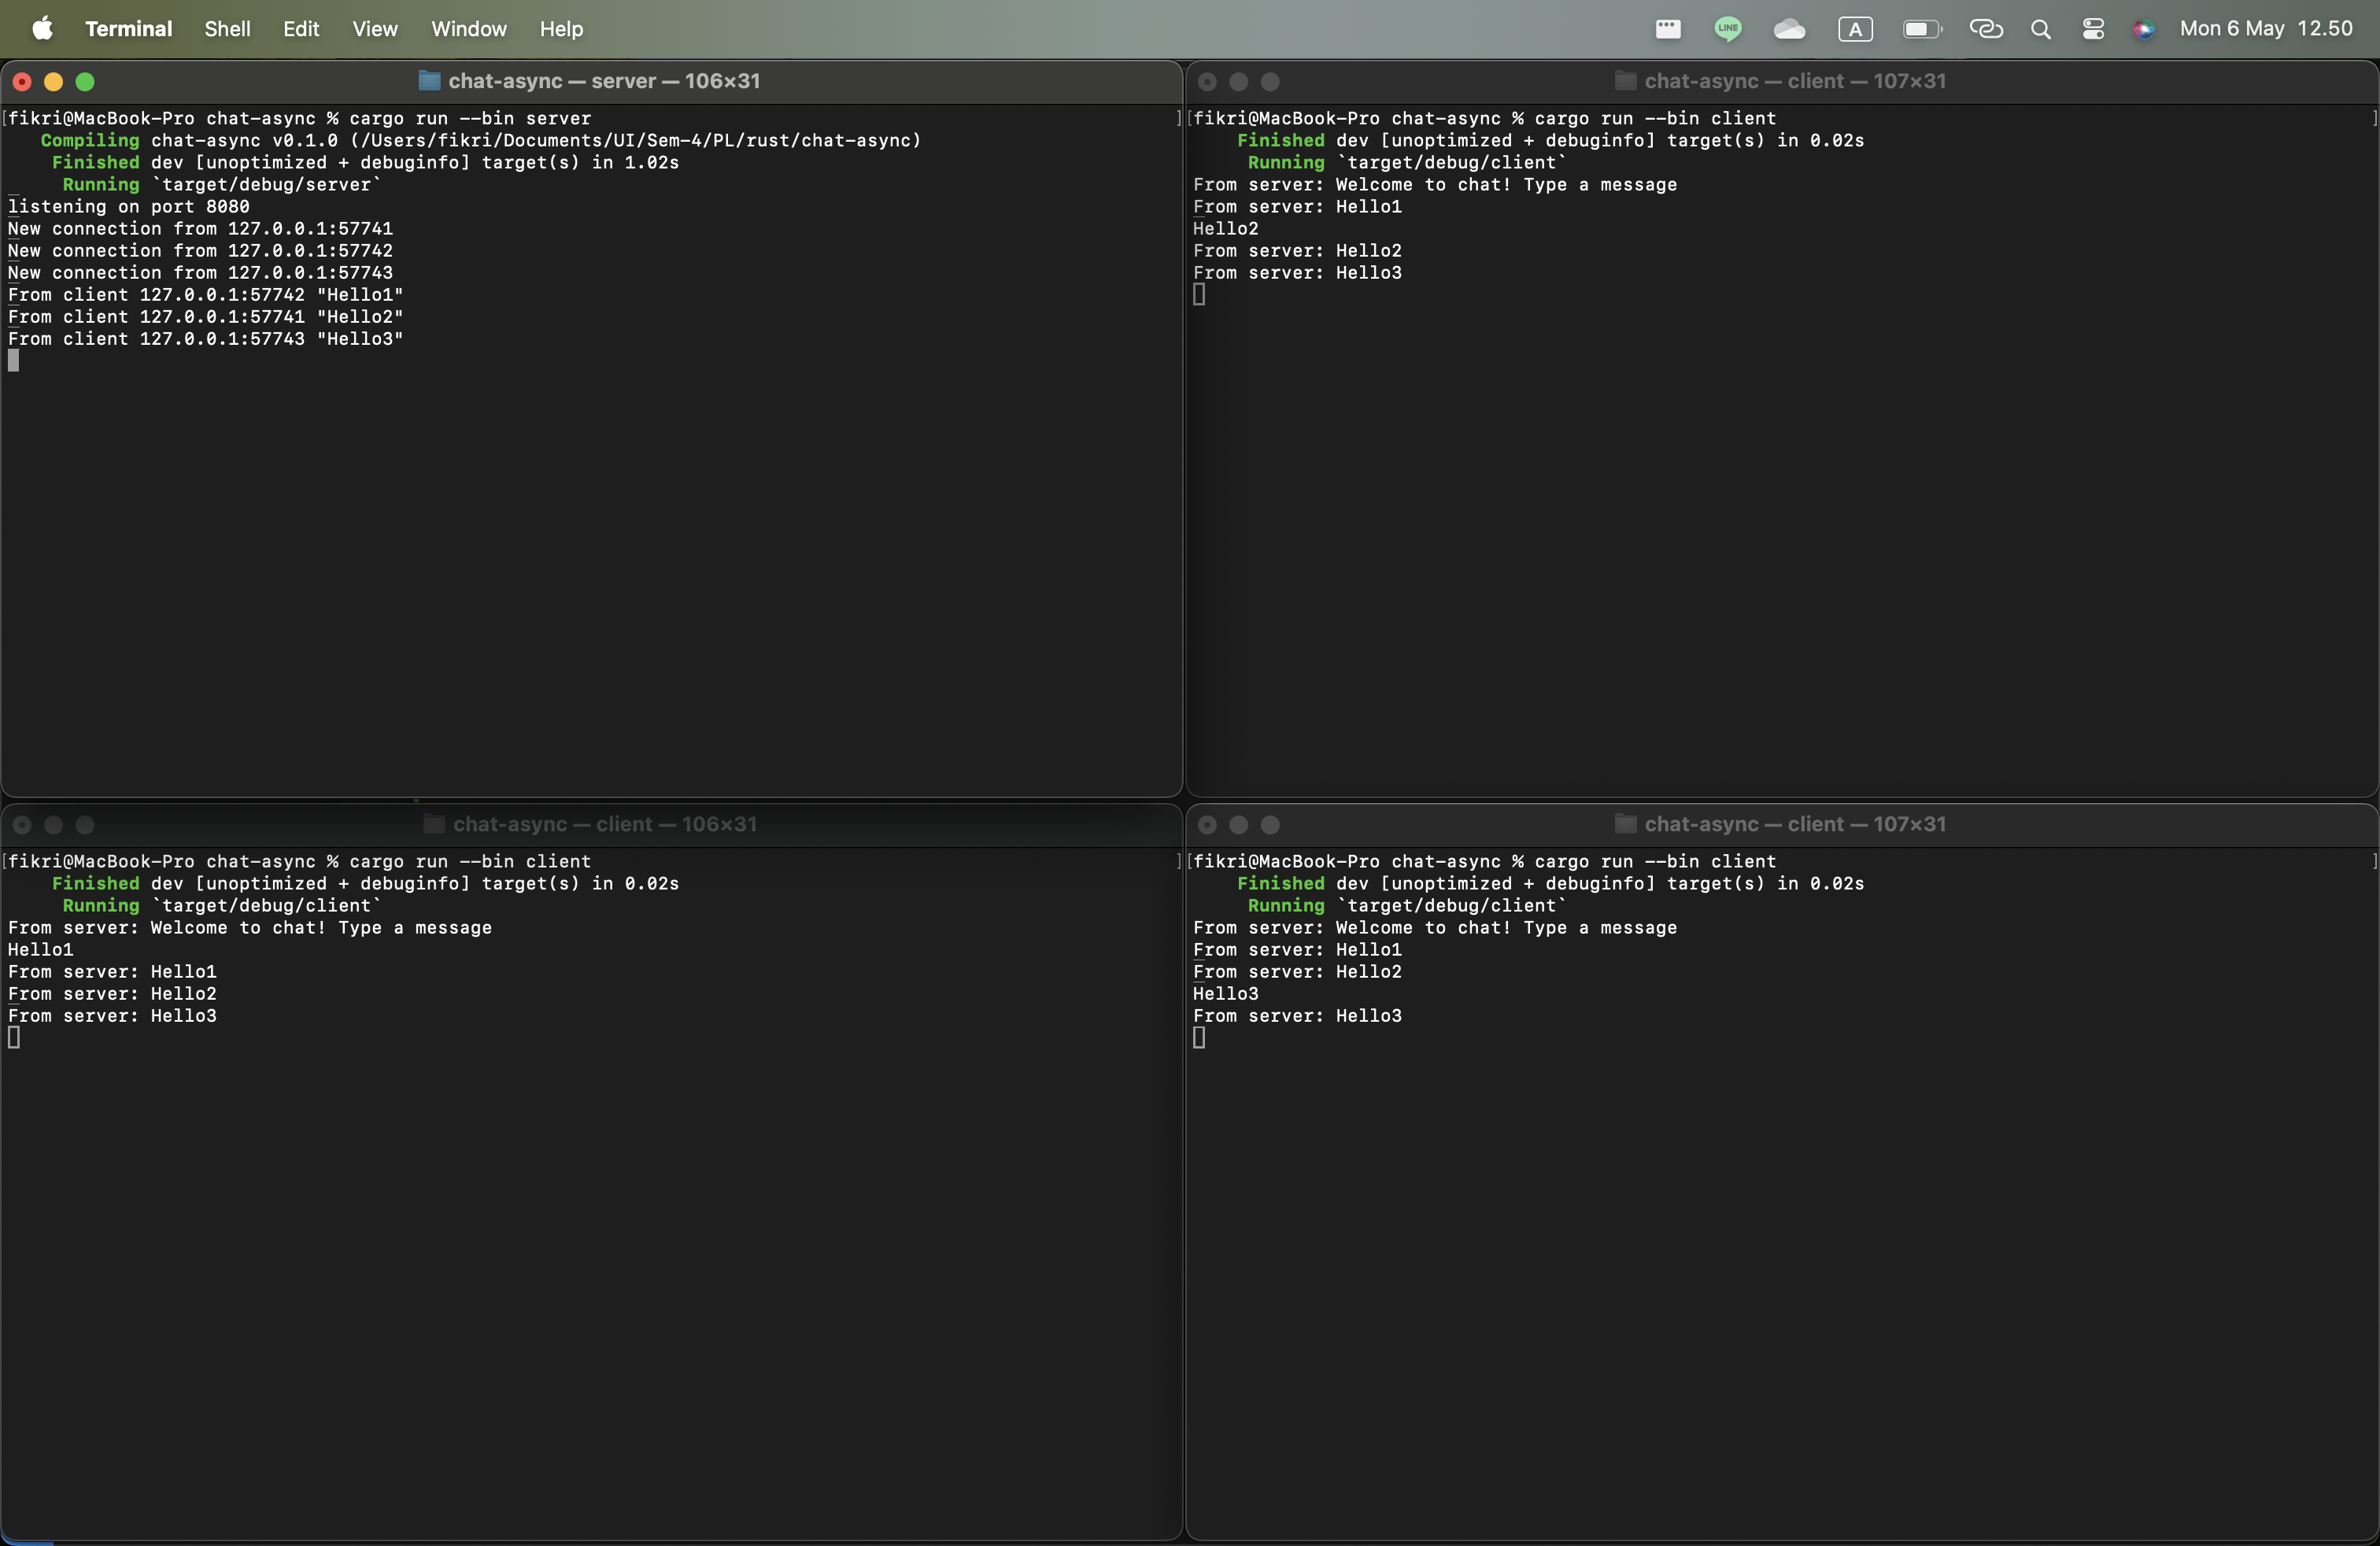 Terminal Shell Edit View Window Help LINE A Mon 6 May 12.50
chat-async — server — 106×31
[fikri@MacBook-Pro chat-async % cargo run --bin server ]
Compiling chat-async v0.1.0 (/Users/fikri/Documents/UI/Sem-4/PL/rust/chat-async)
Finished dev [unoptimized + debuginfo] target(s) in 1.02s
Running `target/debug/server`
listening on port 8080
New connection from 127.0.0.1:57741
New connection from 127.0.0.1:57742
New connection from 127.0.0.1:57743
From client 127.0.0.1:57742 "Hello1"
From client 127.0.0.1:57741 "Hello2"
From client 127.0.0.1:57743 "Hello3"
chat-async — client — 107×31
[fikri@MacBook-Pro chat-async % cargo run --bin client ]
Finished dev [unoptimized + debuginfo] target(s) in 0.02s
Running `target/debug/client`
From server: Welcome to chat! Type a message
From server: Hello1
Hello2
From server: Hello2
From server: Hello3
chat-async — client — 106×31
[fikri@MacBook-Pro chat-async % cargo run --bin client ]
Finished dev [unoptimized + debuginfo] target(s) in 0.02s
Running `target/debug/client`
From server: Welcome to chat! Type a message
Hello1
From server: Hello1
From server: Hello2
From server: Hello3
chat-async — client — 107×31
[fikri@MacBook-Pro chat-async % cargo run --bin client ]
Finished dev [unoptimized + debuginfo] target(s) in 0.02s
Running `target/debug/client`
From server: Welcome to chat! Type a message
From server: Hello1
From server: Hello2
Hello3
From server: Hello3